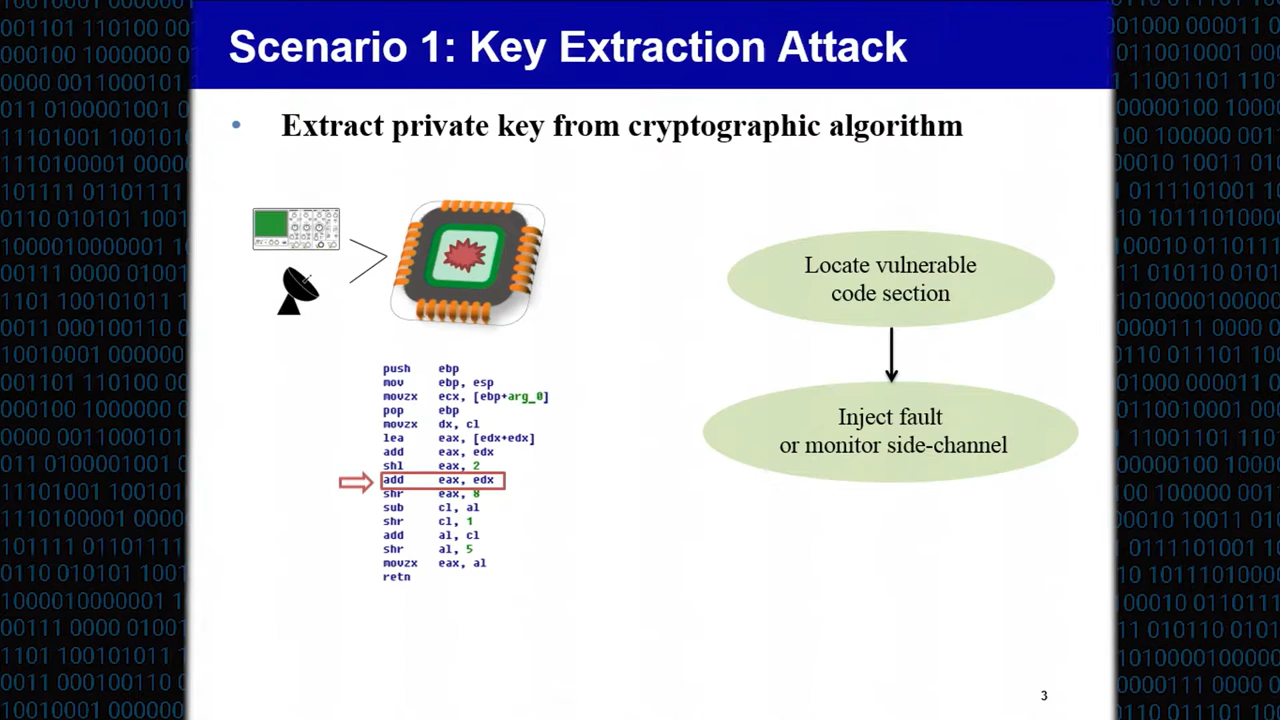 Scenario 1: Key Extraction Attack
• Extract private key from cryptographic algorithm
push ebp
mov ebp, esp
movzx ecx, [ebp+arg_0]
pop ebp
movzx dx, cl
lea eax, [edx+edx]
add eax, edx
shl eax, 2
add eax, edx
shr eax, 8
sub cl, al
shr cl, 1
add al, cl
shr al, 5
movzx eax, al
retn
Locate vulnerable
code section
Inject fault
or monitor side-channel
3